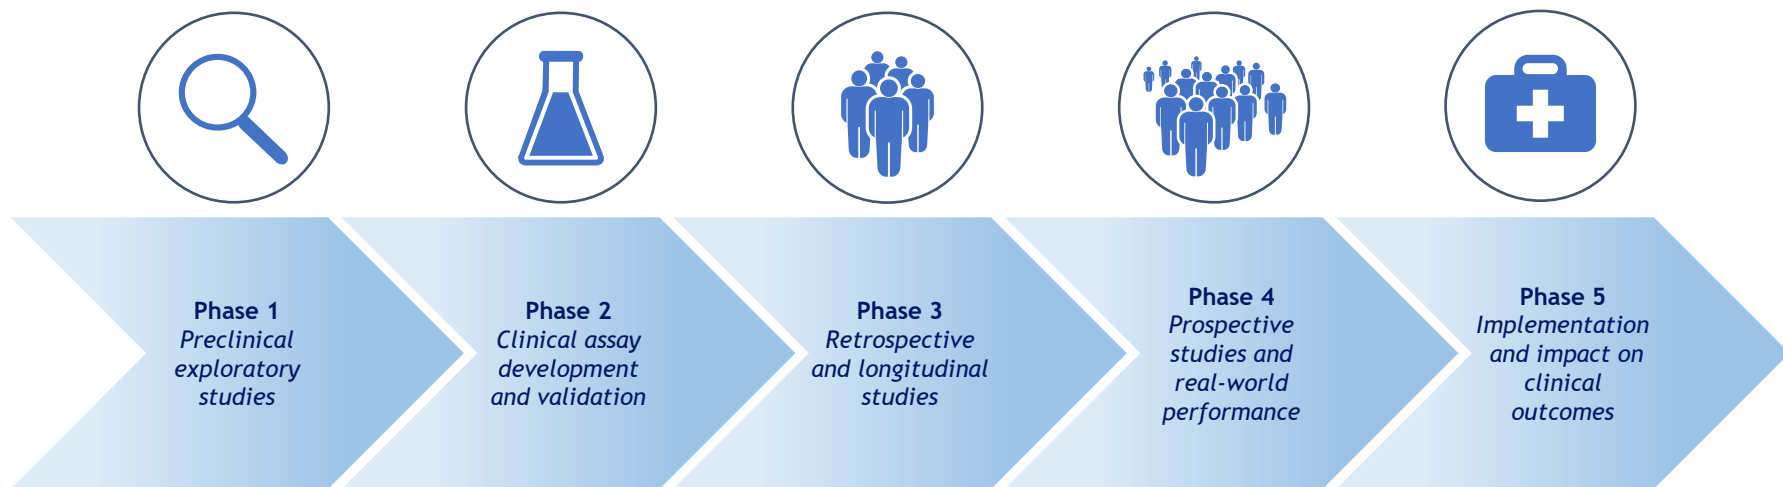 Phase 1
Preclinical
exploratory
studies
Phase 2
Clinical assay
development
and validation
Phase 3
Retrospective
and longitudinal
studies
Phase 4
Prospective
studies and
real-world
performance
Phase 5
Implementation
and impact on
clinical
outcomes